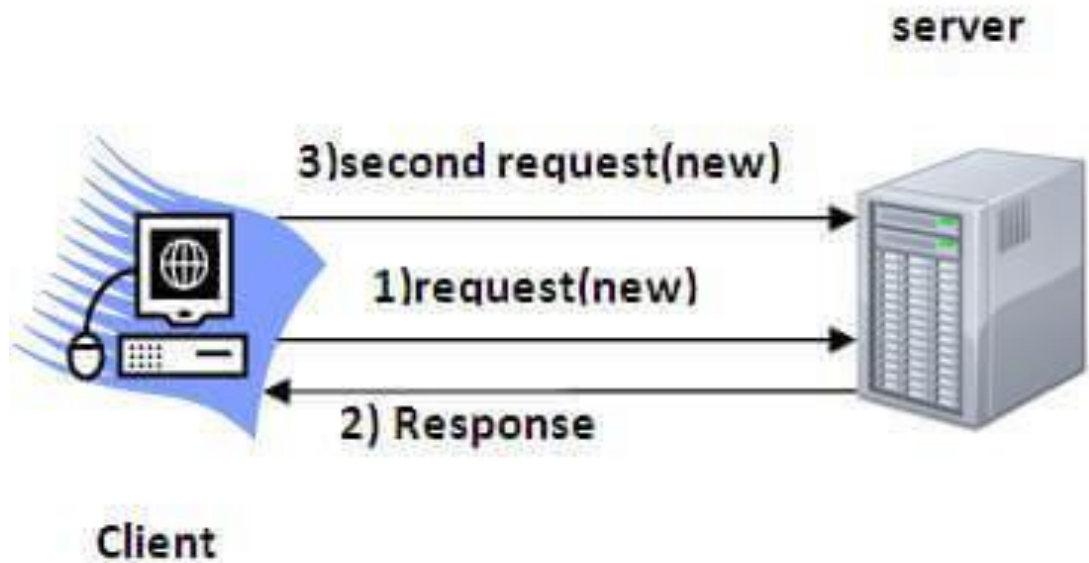 server
3)second request(new)
1)request(new)
2) Response
Client